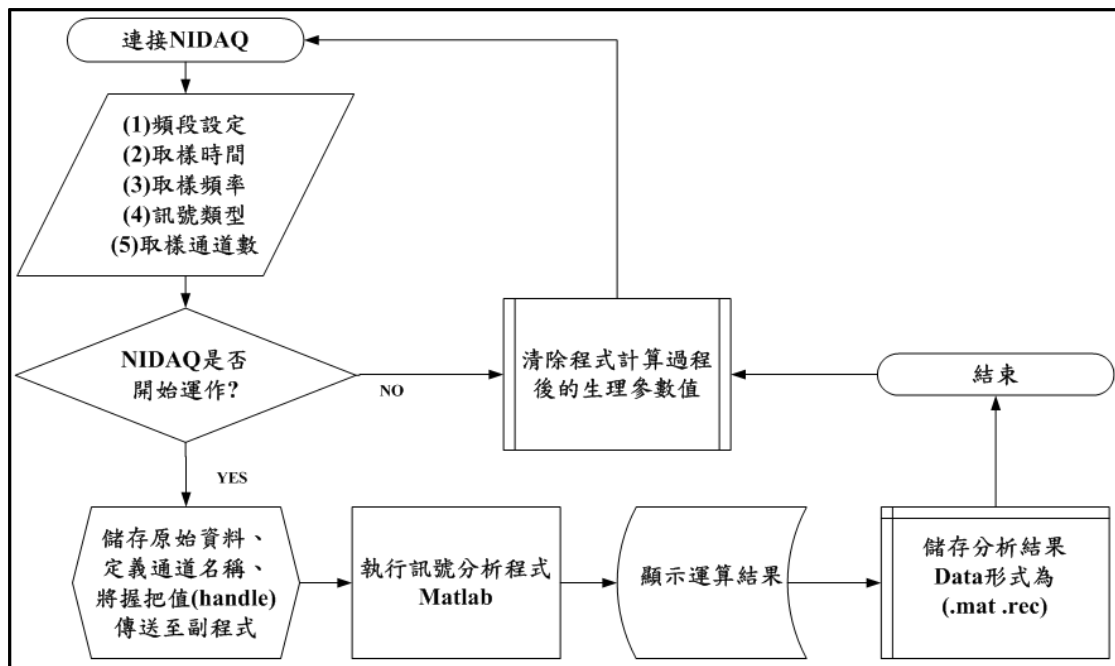 連接NIDAQ
(1)頻段設定
(2)取樣時間
(3)取樣頻率
(4)訊號類型
(5)取樣通道數
NIDAQ是否
開始運作?
NO
YES
清除程式計算過程
後的生理參數值
結束
儲存原始資料、
定義通道名稱、
將握把值(handle)
傳送至副程式
執行訊號分析程式
Matlab
顯示運算結果
儲存分析結果
Data形式為
(.mat .rec)